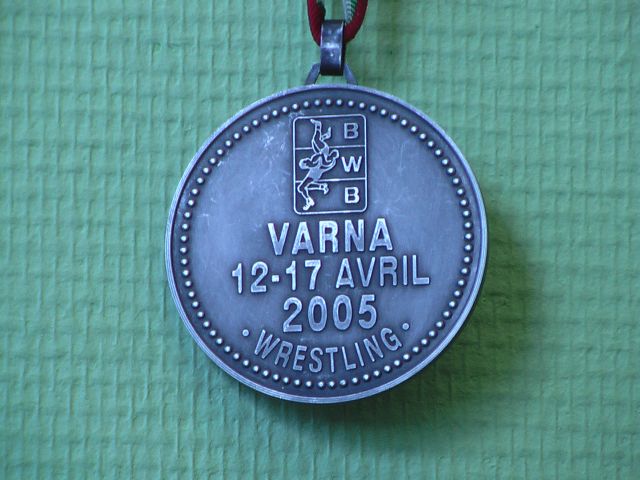 B
W
B
VARNA
12-17 AVRIL
2005
· WRESTLING ·